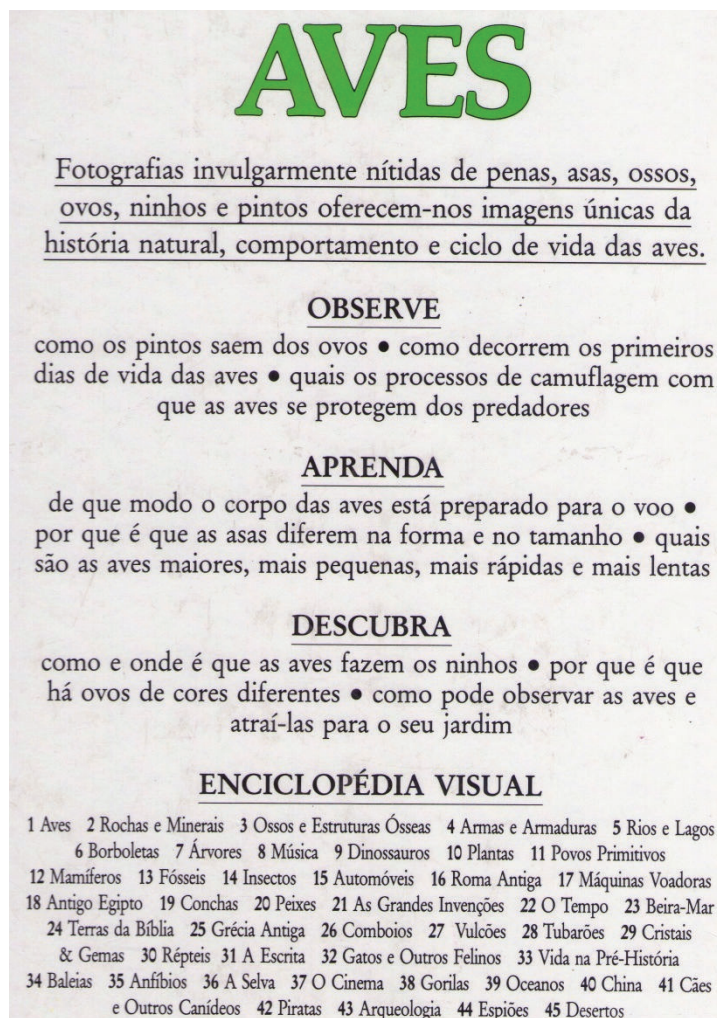 AVES
Fotografias invulgarmente nítidas de penas, asas, ossos,
ovos, ninhos e pintos oferecem-nos imagens únicas da
história natural, comportamento e ciclo de vida das aves.
OBSERVE
como os pintos saem dos ovos ● como decorrem os primeiros
dias de vida das aves ● quais os processos de camuflagem com
que as aves se protegem dos predadores
APRENDA
de que modo o corpo das aves está preparado para o voo ●
por que é que as asas diferem na forma e no tamanho ● quais
são as aves maiores, mais pequenas, mais rápidas e mais lentas
DESCUBRA
como e onde é que as aves fazem os ninhos ● por que é que
há ovos de cores diferentes ● como pode observar as aves e
atraí-las para o seu jardim
ENCICLOPÉDIA VISUAL
1 Aves 2 Rochas e Minerais 3 Ossos e Estruturas Ósseas 4 Armas e Armaduras 5 Rios e Lagos
6 Borboletas 7 Árvores 8 Música 9 Dinossauros 10 Plantas 11 Povos Primitivos
12 Mamíferos 13 Fósseis 14 Insectos 15 Automóveis 16 Roma Antiga 17 Máquinas Voadoras
18 Antigo Egipto 19 Conchas 20 Peixes 21 As Grandes Invenções 22 O Tempo 23 Beira-Mar
24 Terras da Bíblia 25 Grécia Antiga 26 Comboios 27 Vulcões 28 Tubarões 29 Cristais
& Gemas 30 Répteis 31 A Escrita 32 Gatos e Outros Felinos 33 Vida na Pré-História
34 Baleias 35 Anfíbios 36 A Selva 37 O Cinema 38 Gorilas 39 Oceanos 40 China 41 Cães
e Outros Canídeos 42 Piratas 43 Arqueologia 44 Espiões 45 Desertos